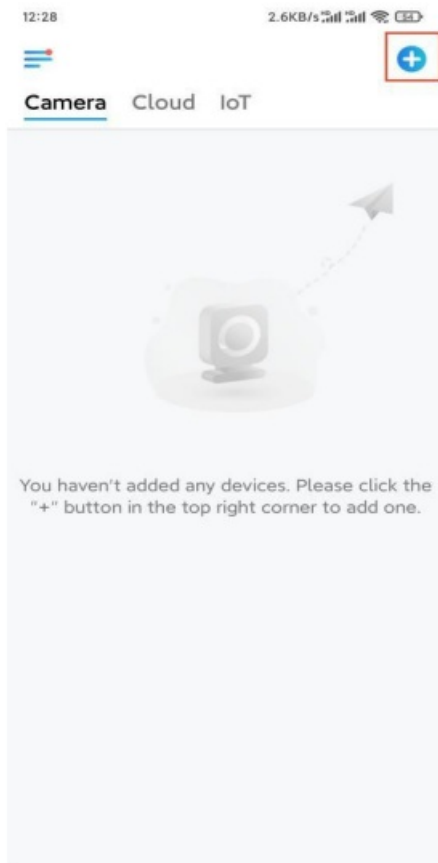 12:28 2.6KB/s 54
Camera Cloud IoT
You haven't added any devices. Please click the
"+" button in the top right corner to add one.